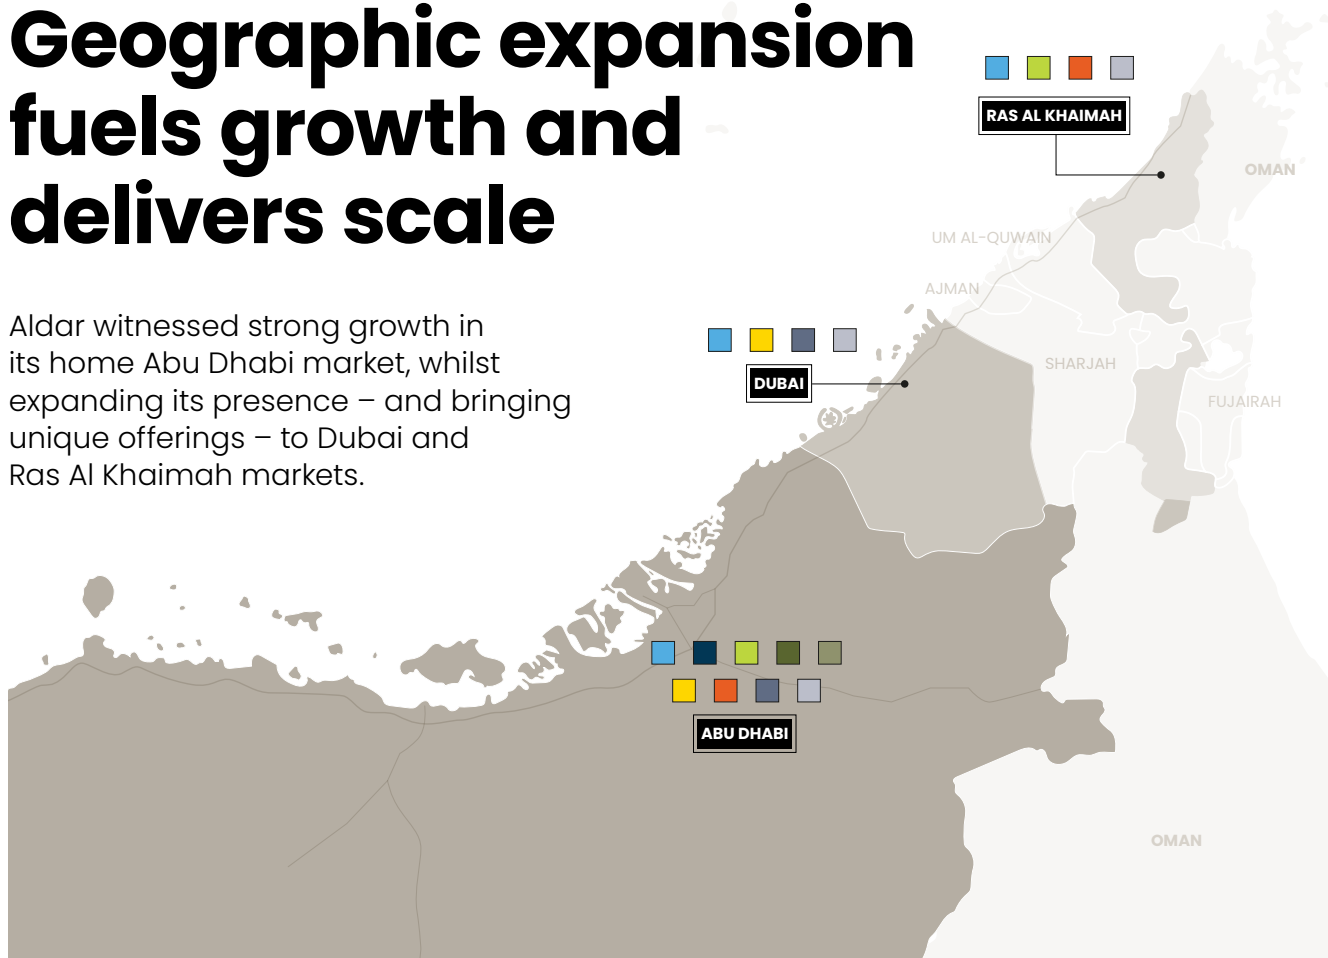 Geographic expansion
fuels growth and
delivers scale
Aldar witnessed strong growth in
its home Abu Dhabi market, whilst
expanding its presence – and bringing
unique offerings – to Dubai and
Ras Al Khaimah markets.
RAS AL KHAIMAH
OMAN
UM AL-QUWAIN
AJMAN
SHARJAH
DUBAI
FUJAIRAH
ABU DHABI
OMAN